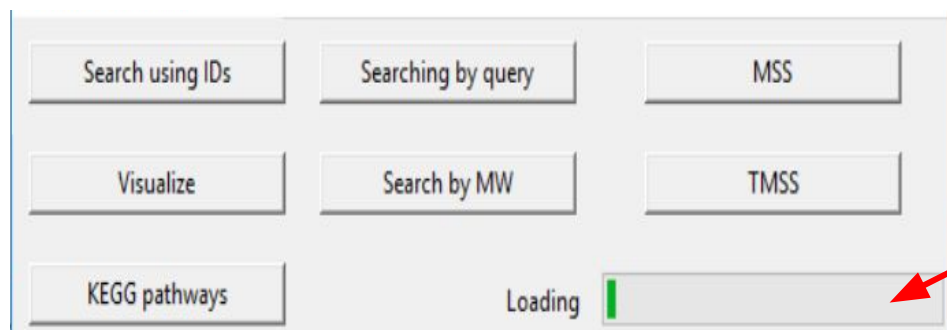 Search using IDs Searching by query MSS
Visualize Search by MW TMSS
KEGG pathways Loading